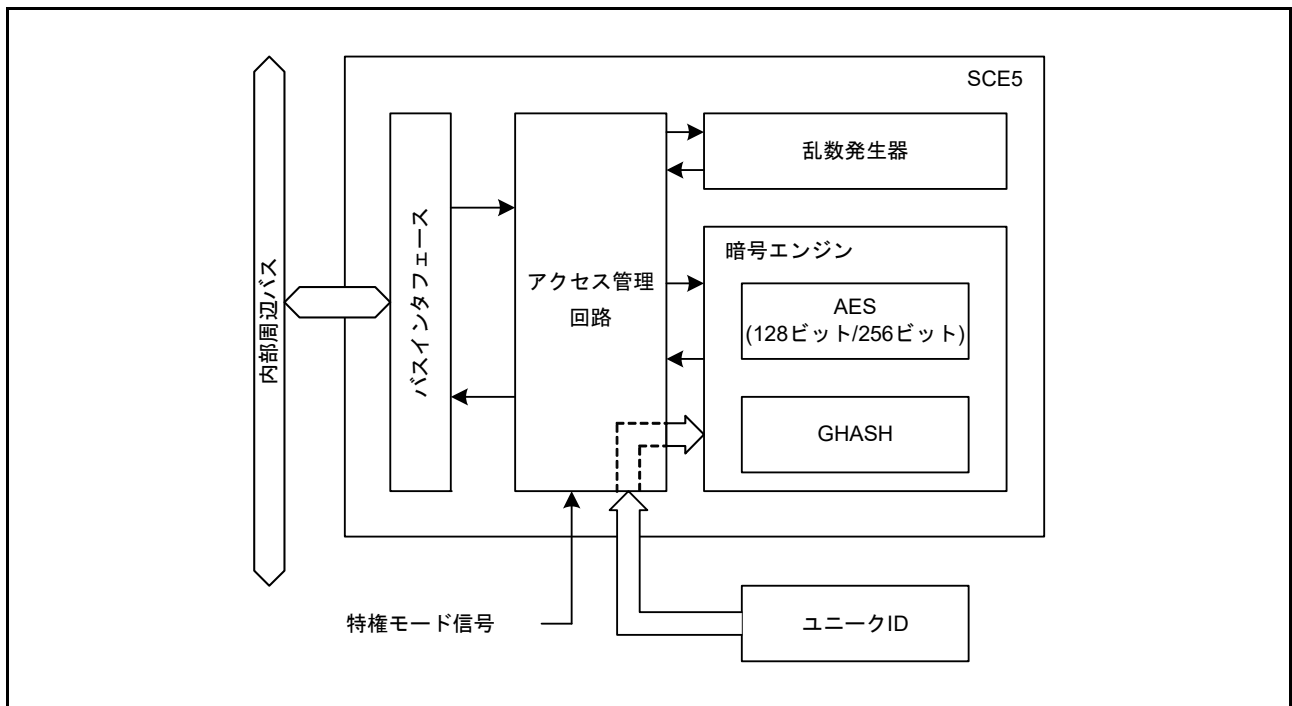 SCE5
内部周辺バス
バスインタフェース
アクセス管理
回路
乱数発生器
暗号エンジン
AES
(128ビット/256ビット)
GHASH
特権モード信号
ユニークID